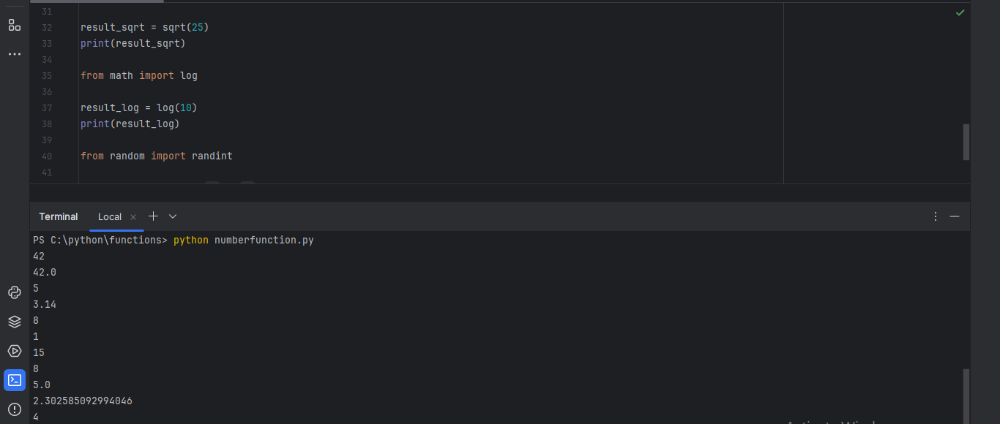 31
32 result_sqrt = sqrt(25)
33 print(result_sqrt)
34
35 from math import log
36
37 result_log = log(10)
38 print(result_log)
39
40 from random import randint
41
Terminal Local
PS C:\python\functions> python numberfunction.py
42
42.0
5
3.14
8
1
15
8
5.0
2.302585092994046
4